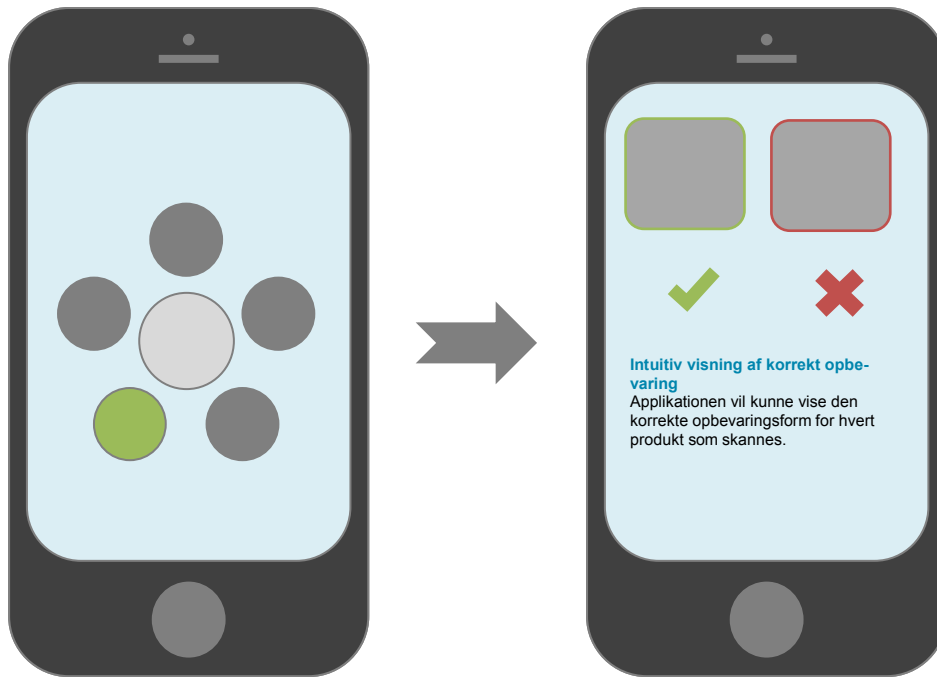 Intuitiv visning af korrekt opbe-
varing
Applikationen vil kunne vise den
korrekte opbevaringsform for hvert
produkt som skannes.